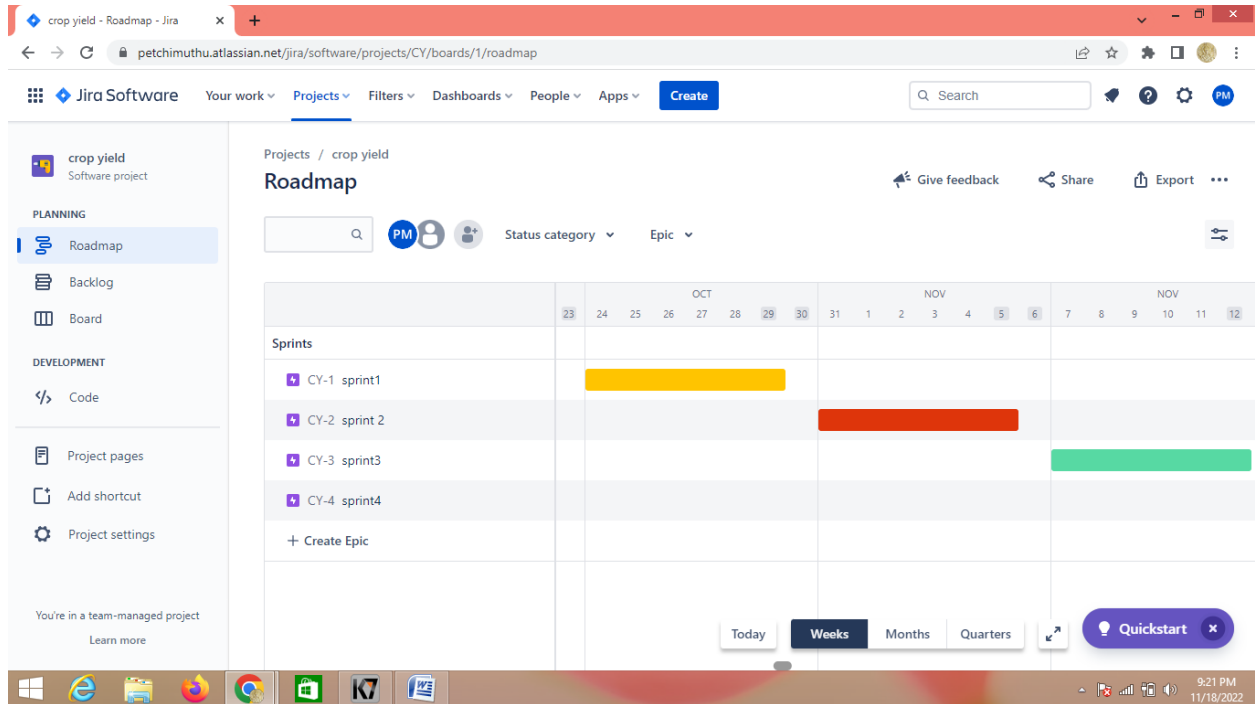 crop yield - Roadmap - Jira
petchimuthu.atlassian.net/jira/software/projects/CY/boards/1/roadmap
Jira Software Your work Projects Filters Dashboards People Apps Create Search PM
crop yield
Software project
PLANNING
Roadmap
Backlog
Board
DEVELOPMENT
Code
Project pages
Add shortcut
Project settings
You're in a team-managed project
Learn more
Projects / crop yield
Roadmap
Give feedback Share Export
PM Status category Epic
OCT NOV NOV
23 24 25 26 27 28 29 30 31 1 2 3 4 5 6 7 8 9 10 11 12
Sprints
CY-1 sprint1
CY-2 sprint 2
CY-3 sprint3
CY-4 sprint4
+ Create Epic
Today Weeks Months Quarters Quickstart
K7 W
9:21 PM
11/18/2022